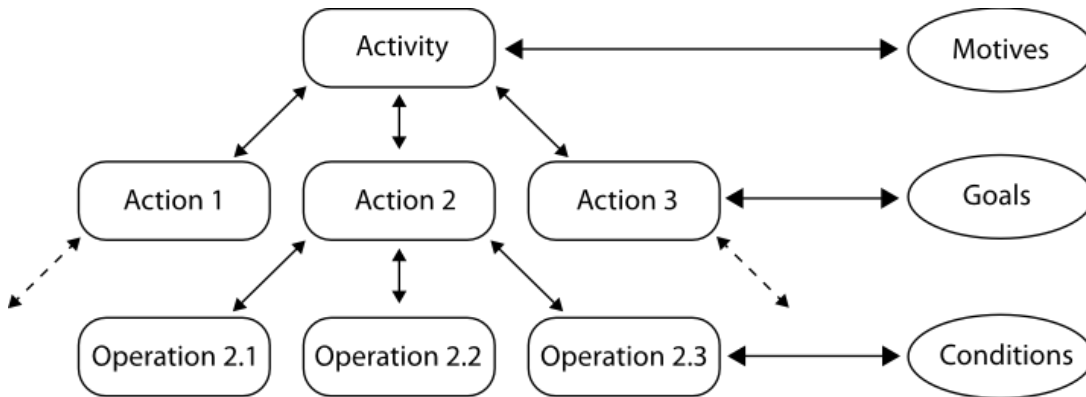 Activity
Motives
Action 1
Action 2
Action 3
Goals
Operation 2.1
Operation 2.2
Operation 2.3
Conditions